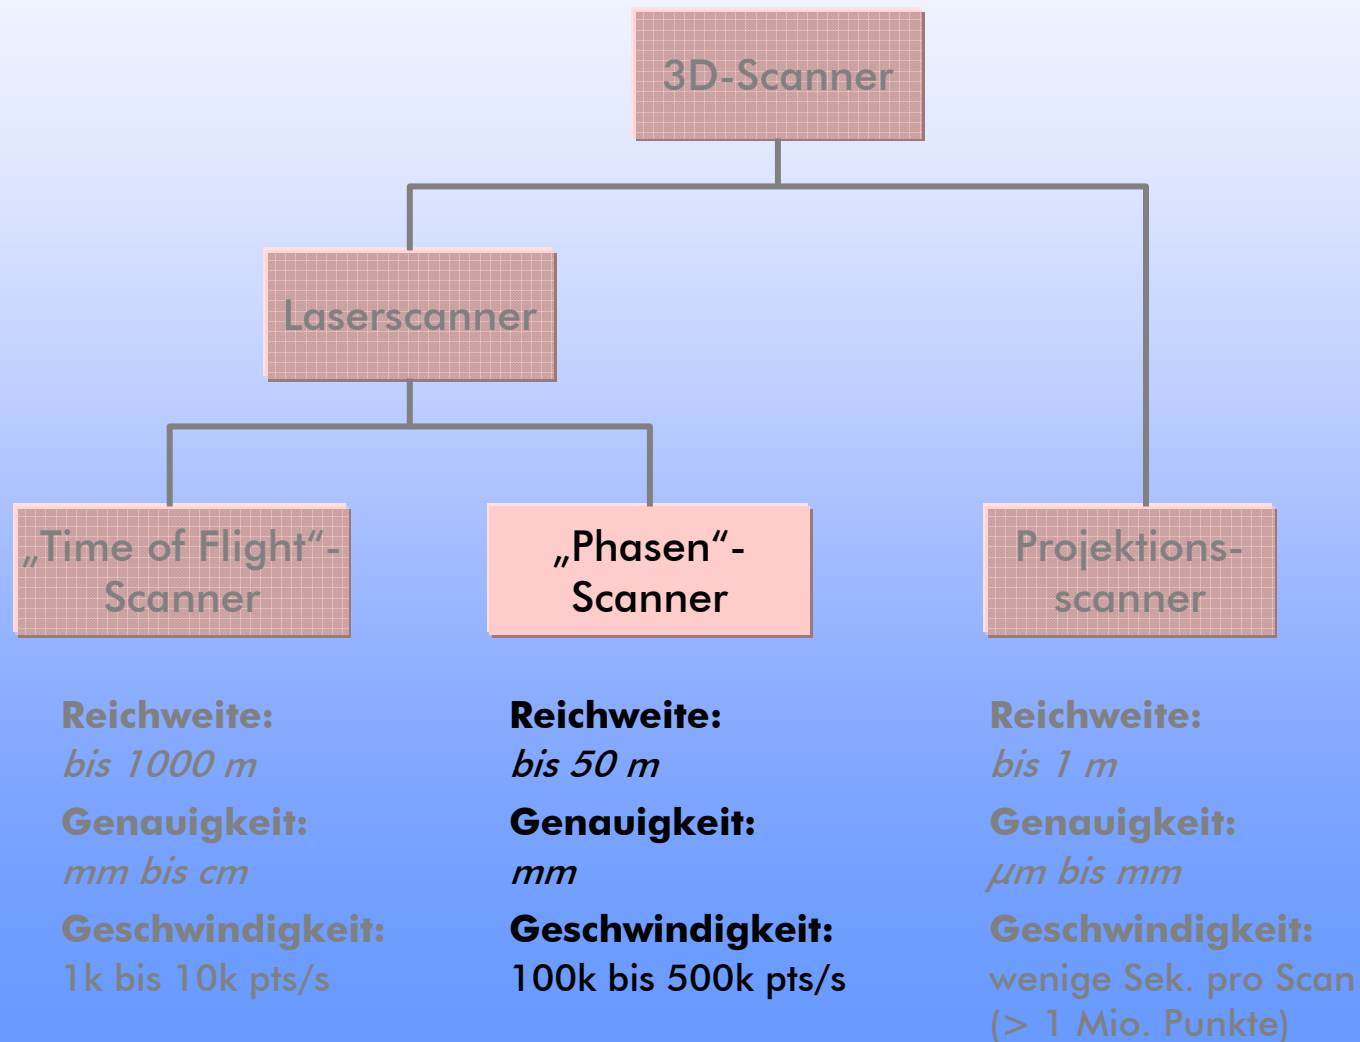 3D-Scanner
Laserscanner
„Time of Flight“-
Scanner
„Phasen“-
Scanner
Projektions-
scanner
Reichweite:
bis 1000 m
Genauigkeit:
mm bis cm
Geschwindigkeit:
1k bis 10k pts/s
Reichweite:
bis 50 m
Genauigkeit:
mm
Geschwindigkeit:
100k bis 500k pts/s
Reichweite:
bis 1 m
Genauigkeit:
µm bis mm
Geschwindigkeit:
wenige Sek. pro Scan
(> 1 Mio. Punkte)